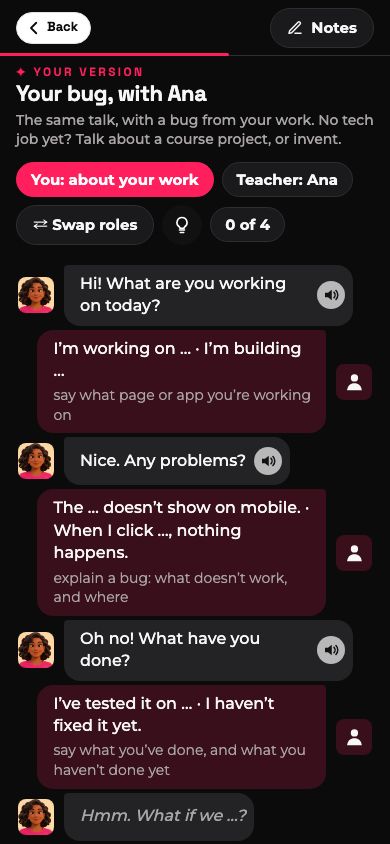 Back
Notes
✦ YOUR VERSION
Your bug, with Ana
The same talk, with a bug from your work. No tech
job yet? Talk about a course project, or invent.
You: about your work
Teacher: Ana
Swap roles
0 of 4
Hi! What are you working
on today?
I’m working on … · I’m building
…
say what page or app you’re working
on
Nice. Any problems?
The … doesn’t show on mobile. ·
When I click …, nothing
happens.
explain a bug: what doesn’t work,
and where
Oh no! What have you
done?
I’ve tested it on … · I haven’t
fixed it yet.
say what you’ve done, and what you
haven’t done yet
Hmm. What if we …?